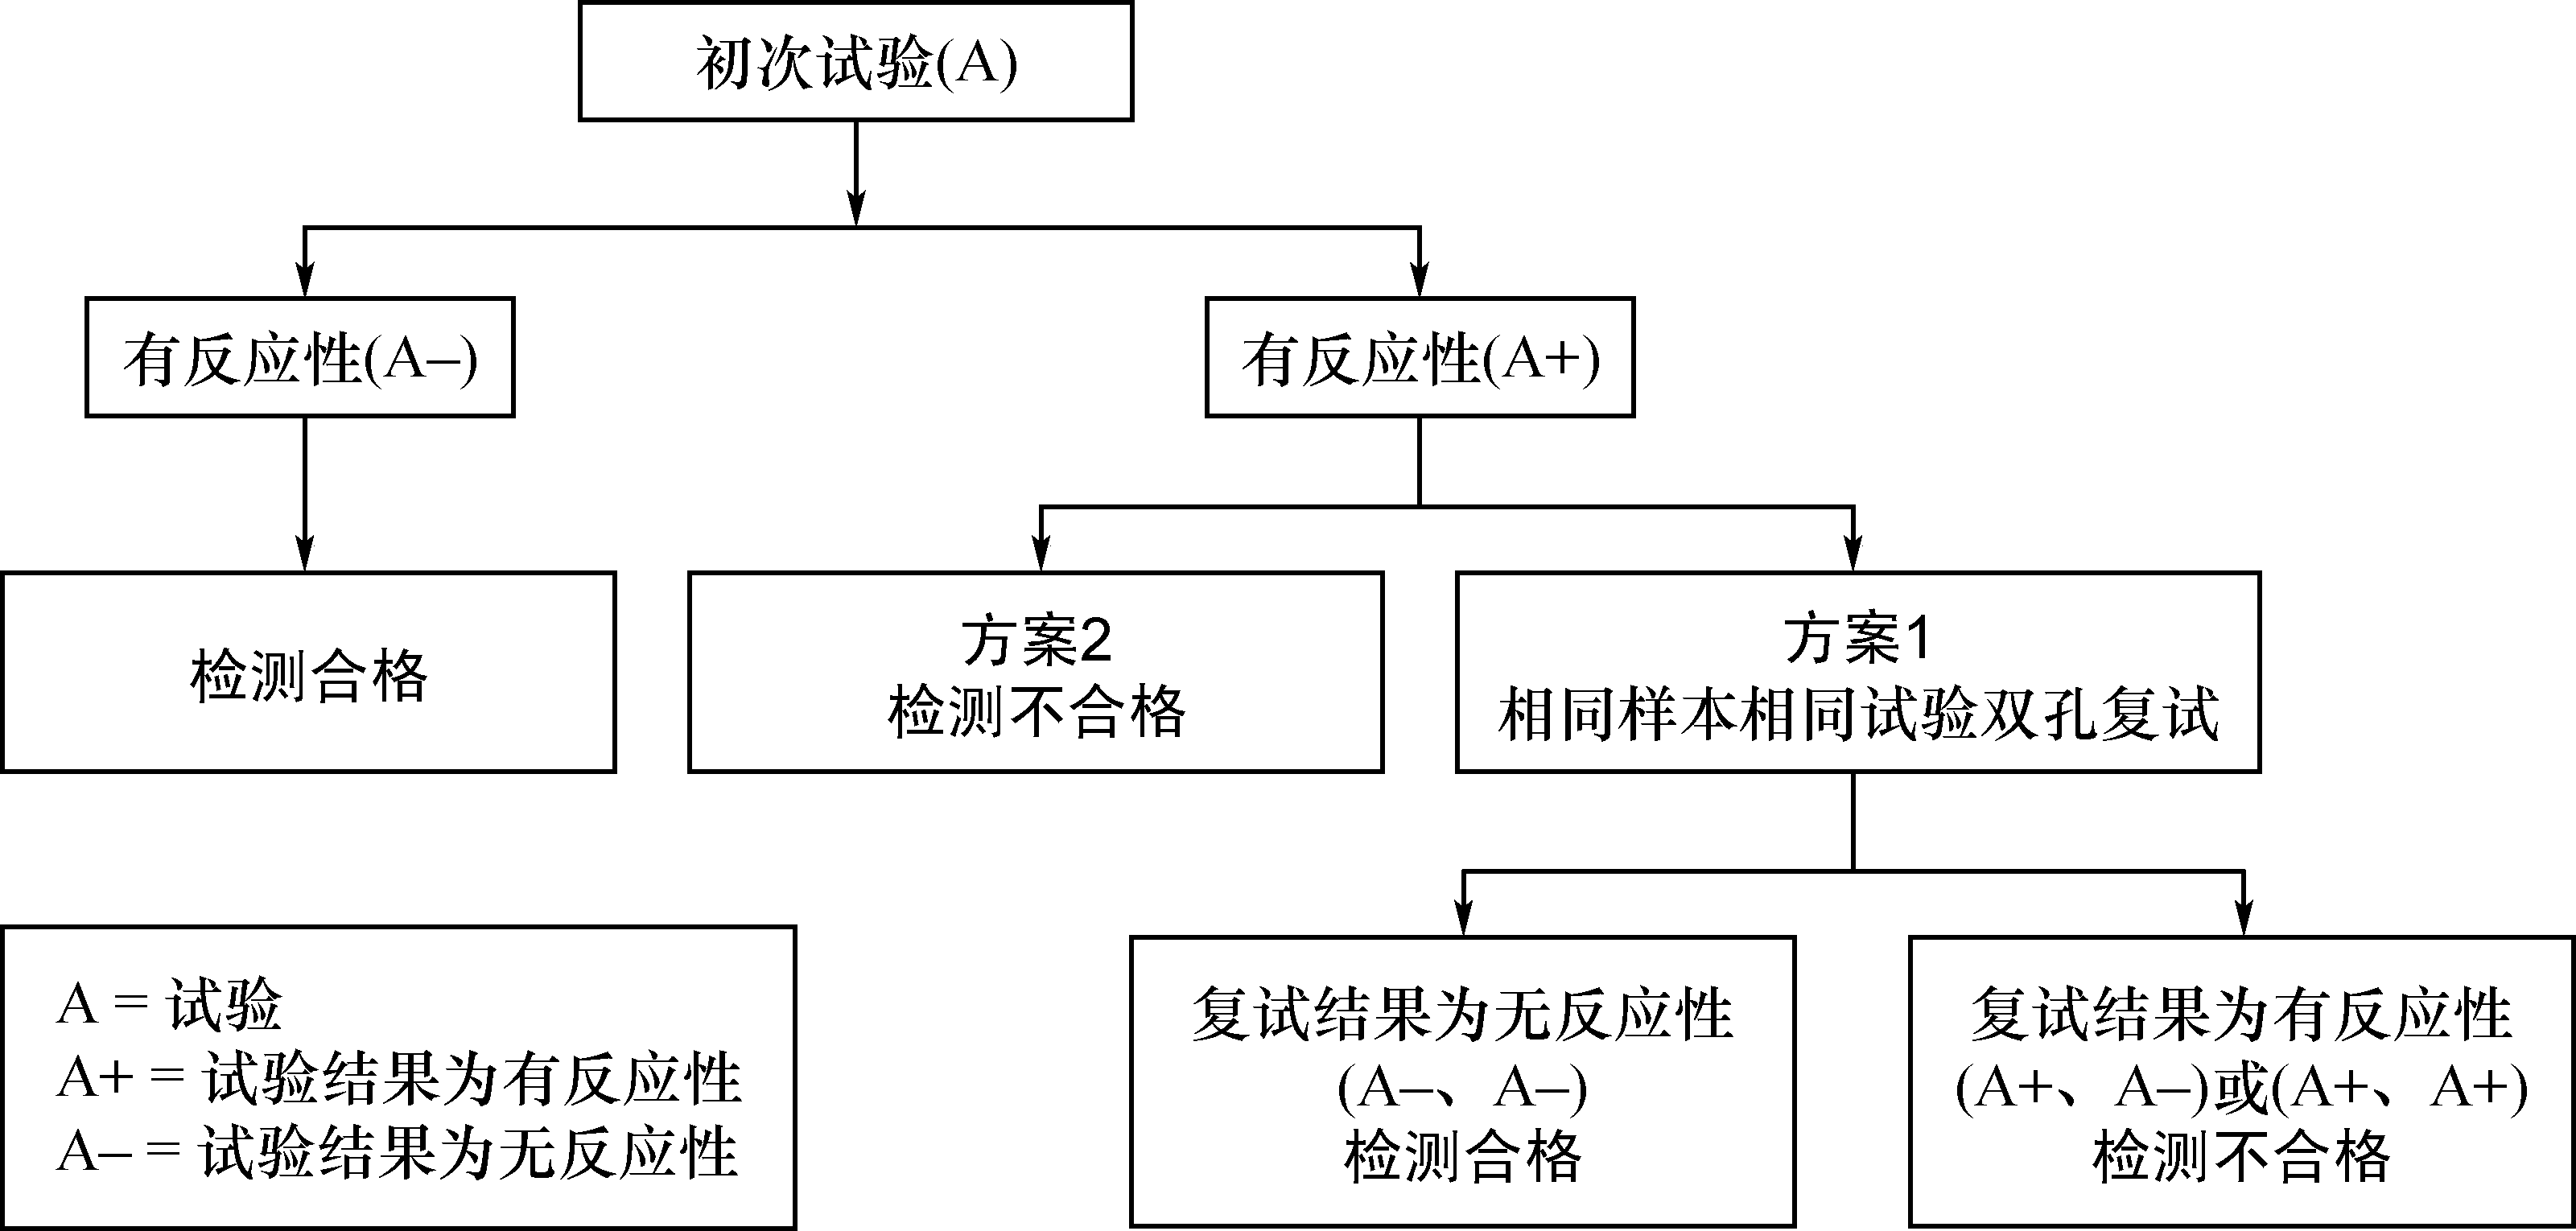 初次试验(A)
有反应性(A–)
有反应性(A+)
检测合格
方案2
检测不合格
方案1
相同样本相同试验双孔复试
A = 试验
A+ = 试验结果为有反应性
A– = 试验结果为无反应性
复试结果为无反应性
(A–、A–)
检测合格
复试结果为有反应性
(A+、A–)或(A+、A+)
检测不合格